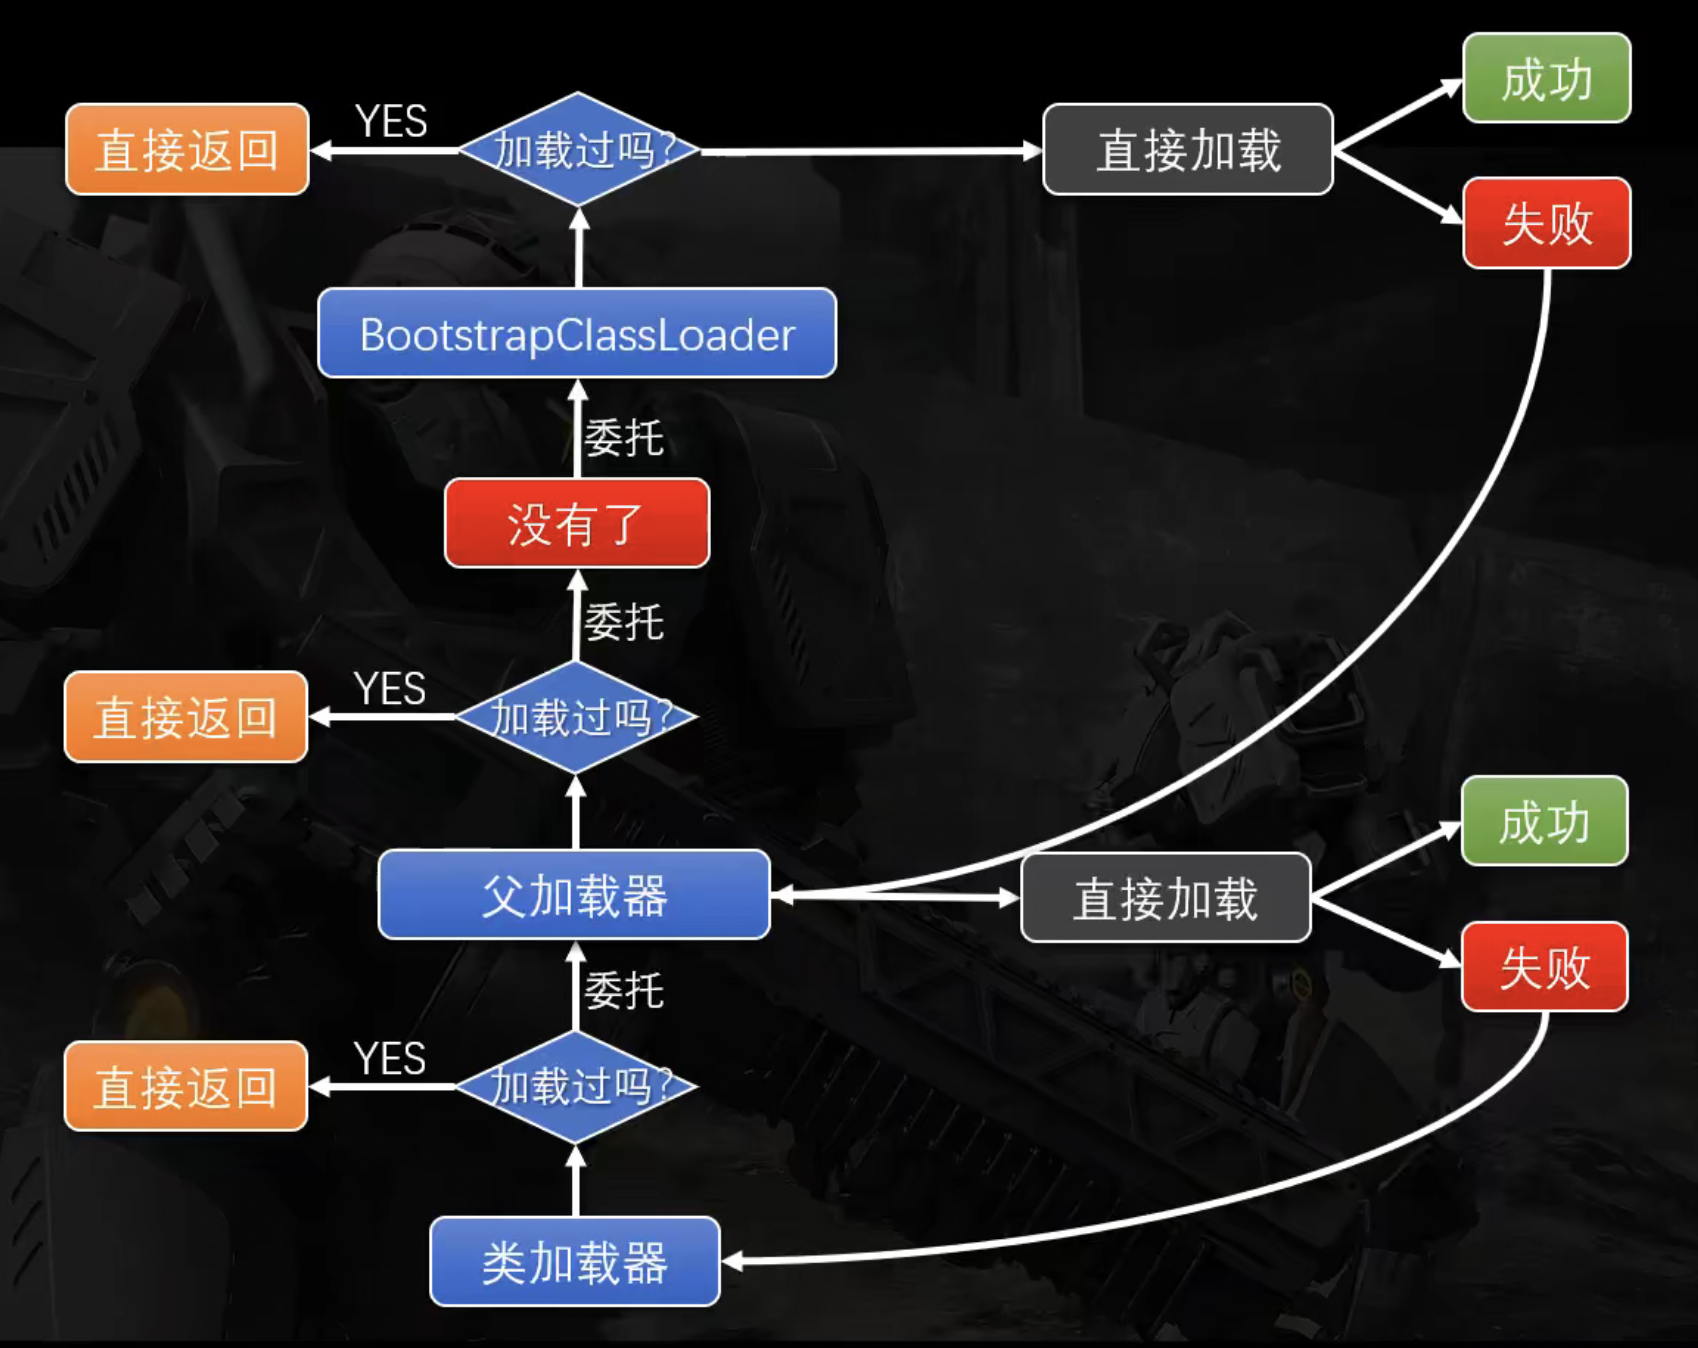 成功
直接返回
YES
加载过吗?
直接加载
失败
BootstrapClassLoader
委托
没有了
委托
直接返回
YES
加载过吗?
成功
父加载器
直接加载
失败
委托
直接返回
YES
加载过吗?
类加载器